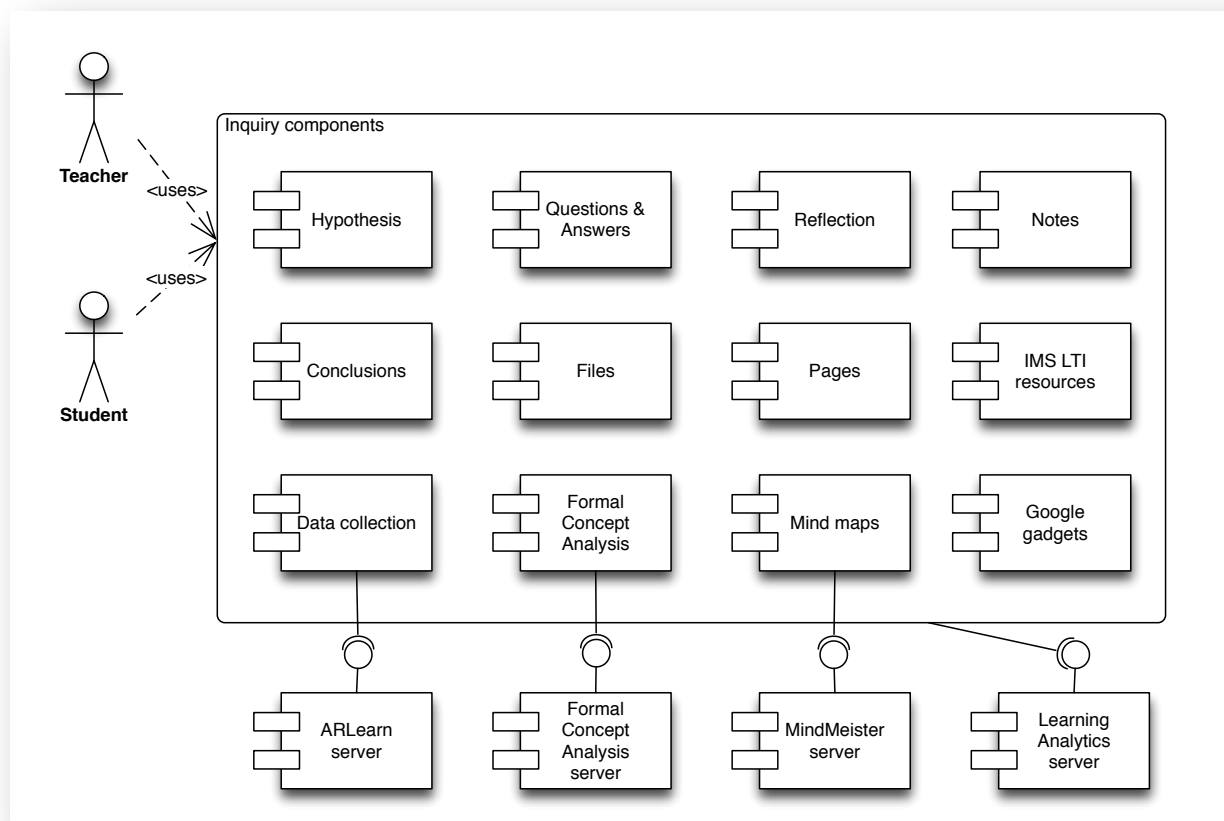 Inquiry components
Teacher
<uses>
<uses>
Student
Hypothesis
Questions &
Answers
Reflection
Notes
Conclusions
Files
Pages
IMS LTI
resources
Data collection
Formal
Concept
Analysis
Mind maps
Google
gadgets
ARLearn
server
Formal
Concept
Analysis
server
MindMeister
server
Learning
Analytics
server